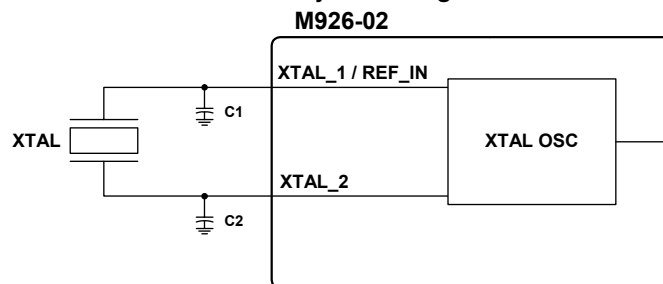 M926-02
XTAL_1 / REF_IN
C1
XTAL
XTAL OSC
XTAL_2
C2